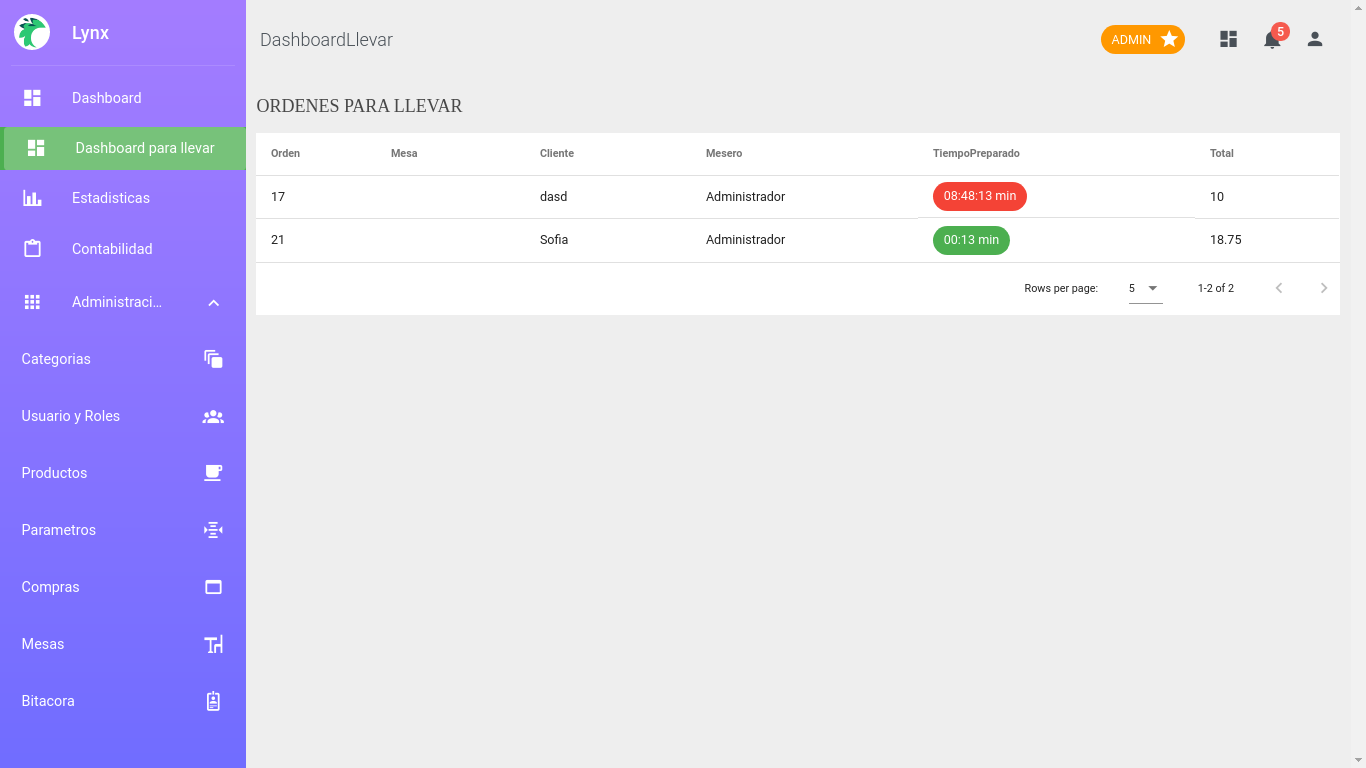 Lynx
Dashboard
Dashboard para llevar
Estadisticas
Contabilidad
Administraci...
Categorias
Usuario y Roles
Productos
Parametros
Compras
Mesas
Bitacora
DashboardLlevar
ADMIN
5
ORDENES PARA LLEVAR
Orden Mesa Cliente Mesero TiempoPreparado Total
17 dasd Administrador 08:48:13 min 10
21 Sofia Administrador 00:13 min 18.75
Rows per page: 5 1-2 of 2